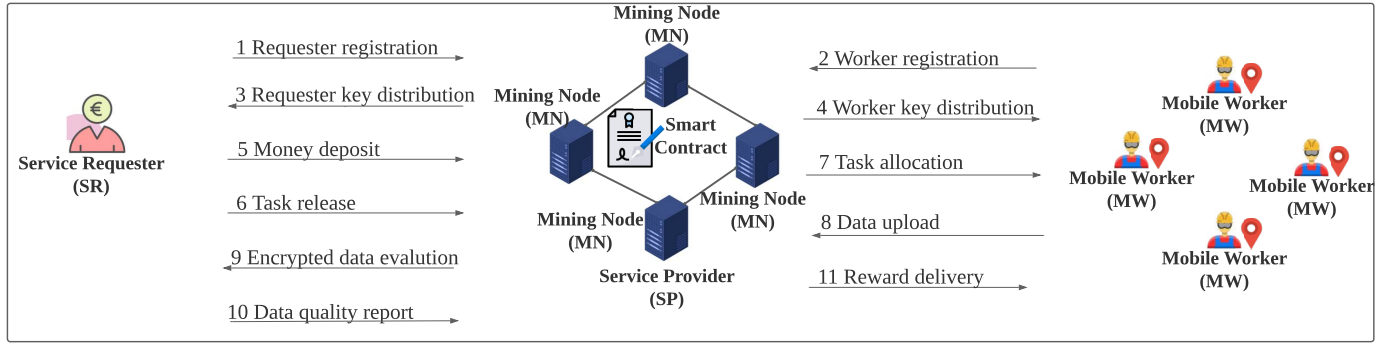 Mining Node
(MN)
1 Requester registration
2 Worker registration
3 Requester key distribution
Mining Node
(MN)
4 Worker key distribution
Mobile Worker
(MW)
Smart
Contract
Service Requester
(SR)
5 Money deposit
7 Task allocation
Mobile Worker
(MW)
Mobile Worker
(MW)
6 Task release
Mining Node
(MN)
Mining Node
(MN)
8 Data upload
9 Encrypted data evalution
Service Provider
(SP)
11 Reward delivery
Mobile Worker
(MW)
10 Data quality report